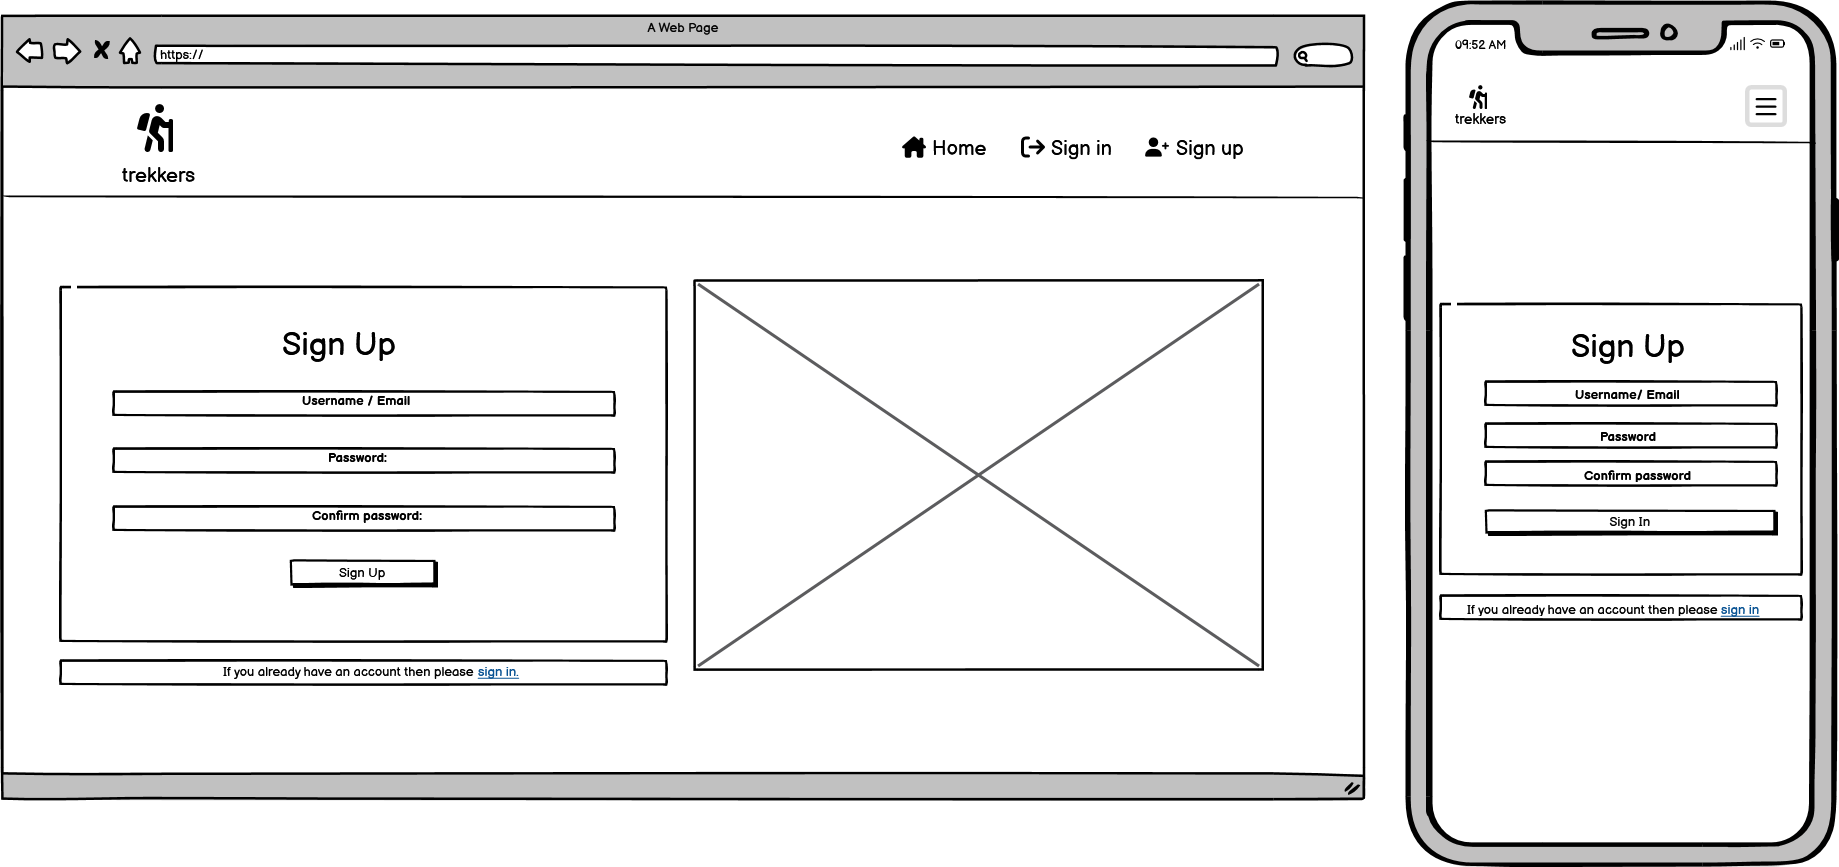 A Web Page
https://
trekkers
Home Sign in Sign up
Sign Up
Username / Email
Password:
Confirm password:
Sign Up
If you already have an account then please sign in.
09:52 AM
trekkers
Sign Up
Username/ Email
Password
Confirm password
Sign In
If you already have an account then please sign in